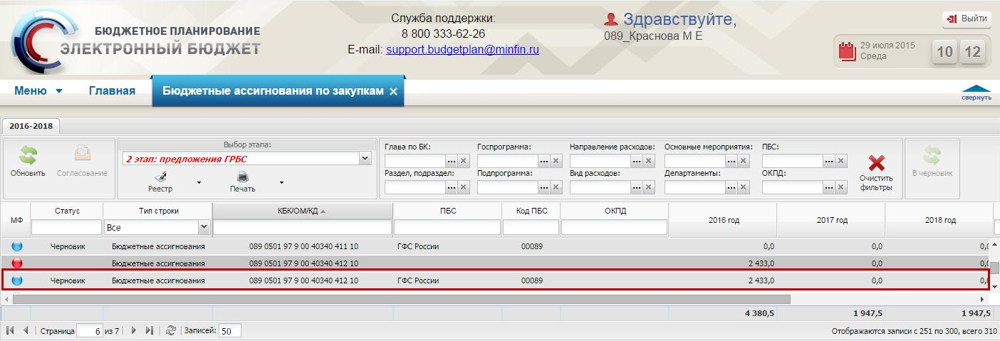 БЮДЖЕТНОЕ ПЛАНИРОВАНИЕ
ЭЛЕКТРОННЫЙ БЮДЖЕТ
Служба поддержки:
8 800 333-62-26
E-mail: support.budgetplan@minfin.ru
Здравствуйте,
089_Краснова М Е
Выйти
29 июля 2015
Среда
10 12
Меню Главная Бюджетные ассигнования по закупкам
свернуть
2016-2018
Обновить Согласование
Выбор этапа:
2 этап: предложения ГРБС
Реестр Печать
Глава по БК: Госпрограмма: Направление расходов: Основные мероприятия: ПБС:
Раздел, подраздел: Подпрограмма: Вид расходов: Департаменты: ОКПД:
Очистить фильтры
В черновик
МФ Статус Тип строки КБК/ОМ/КД ПБС Код ПБС ОКПД 2016 год 2017 год 2018 год
Все
Черновик Бюджетные ассигнования 089 0501 97 9 00 40340 411 10 ГФС России 00089 0,0 0,0 0,0
Бюджетные ассигнования 089 0501 97 9 00 40340 412 10 2 433,0 0,0 0,0
Черновик Бюджетные ассигнования 089 0501 97 9 00 40340 412 10 ГФС России 00089 2 433,0 0,0 0,0
4 380,5 1 947,5 1 947,5
Страница 6 из 7 Записей: 50 Отображаются записи с 251 по 300, всего 310